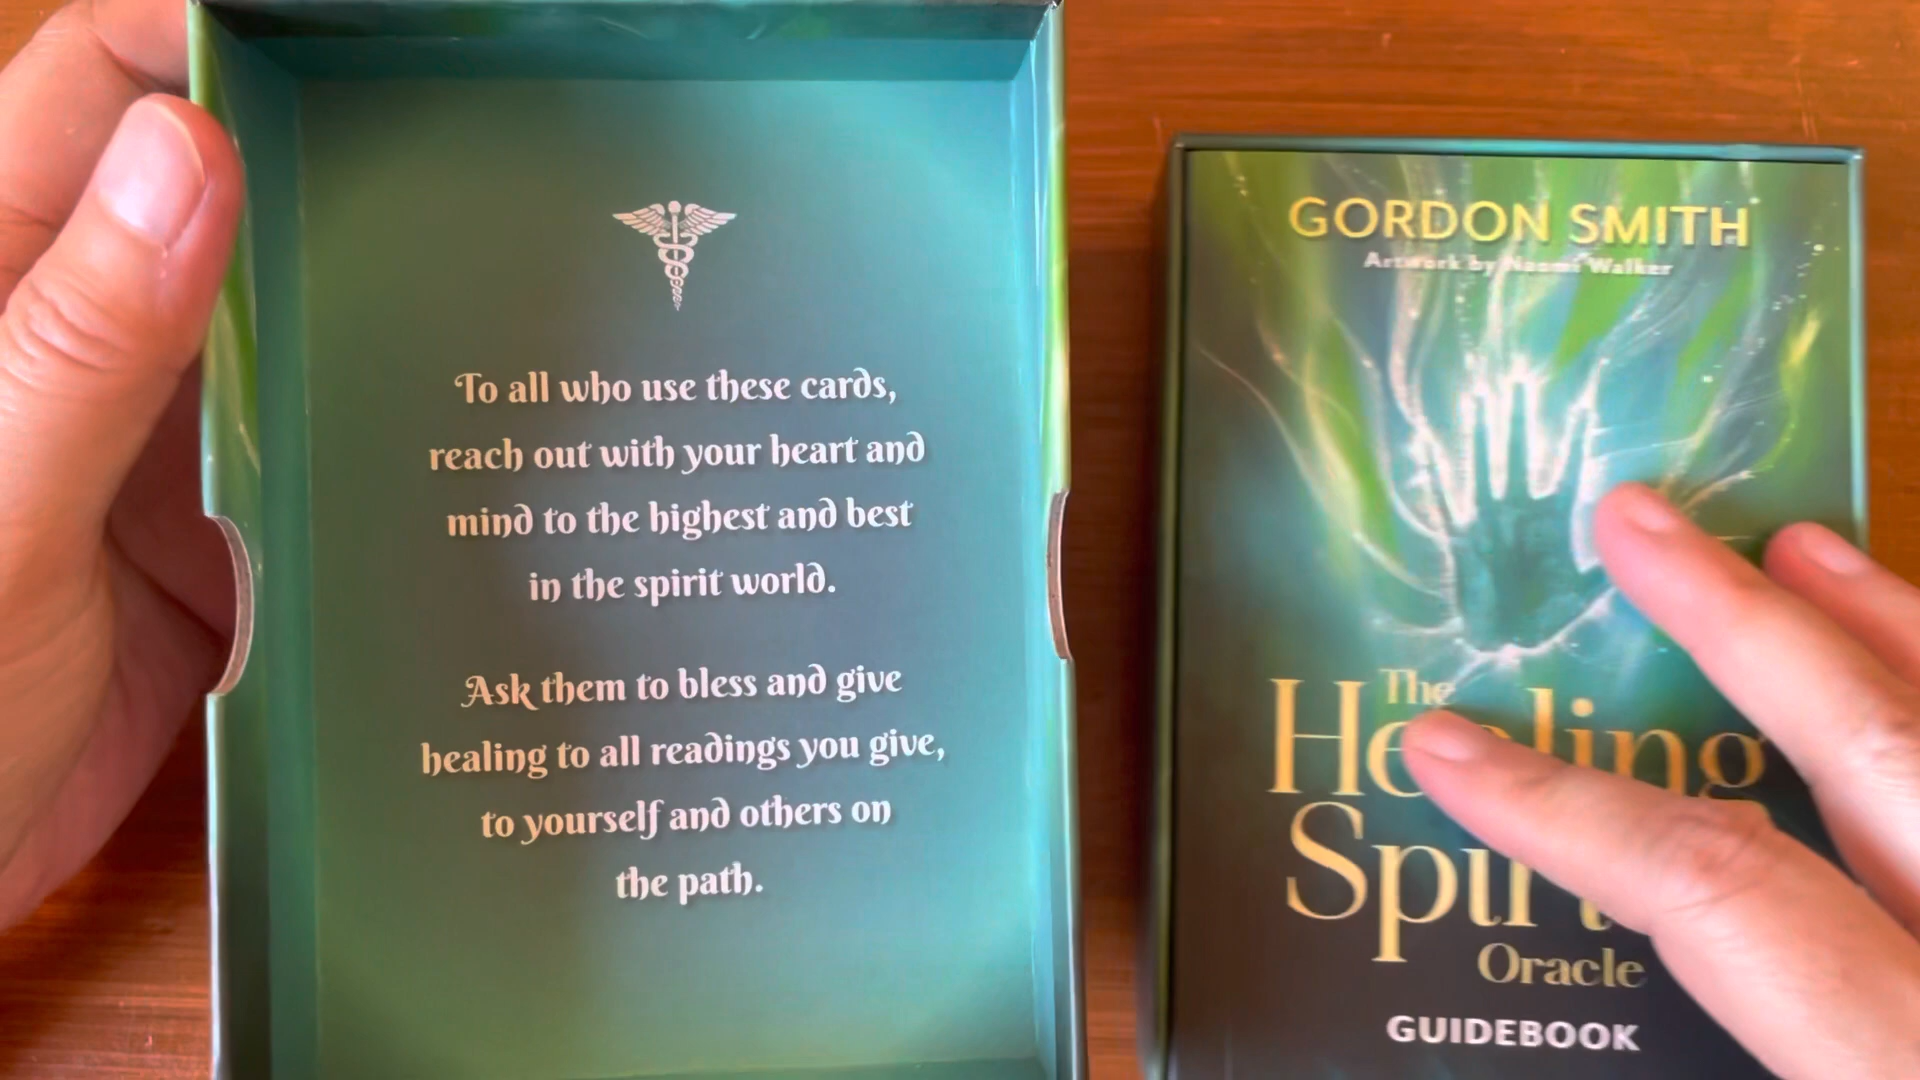 To all who use these cards,
reach out with your heart and
mind to the highest and best
in the spirit world.
Ask them to bless and give
healing to all readings you give,
to yourself and others on
the path.
GORDON SMITH
Artwork by Naomi Walker
The
Healing
Spirit
Oracle
GUIDEBOOK